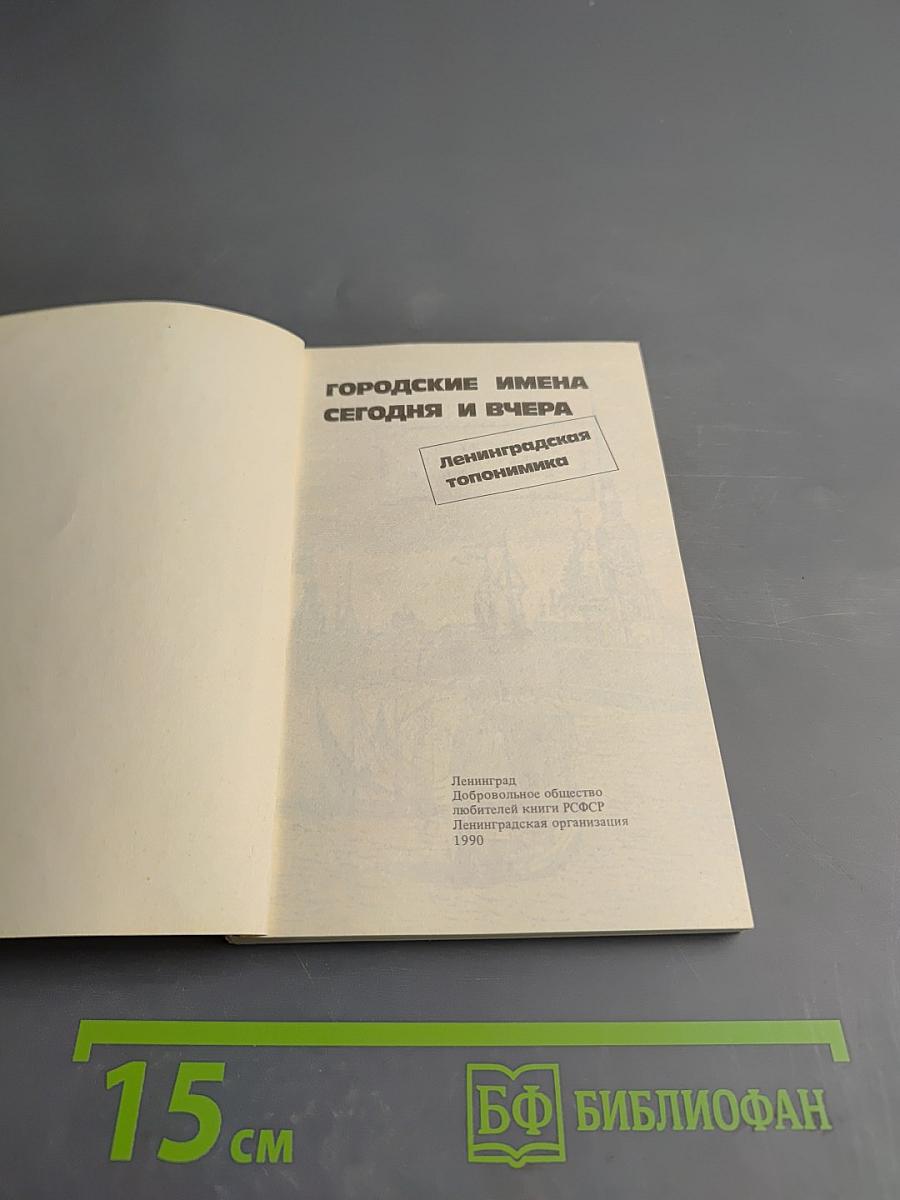 ГОРОДСКИЕ ИМЕНА
СЕГОДНЯ И ВЧЕРА
Ленинградская
топонимика
Ленинград
Добровольное общество
любителей книги РСФСР
Ленинградская организация
1990
15 см
БФ БИБЛИОФАН